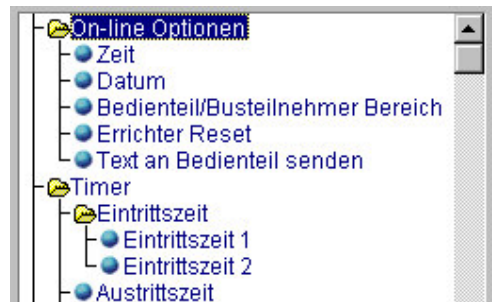 On-line Optionen
Zeit
Datum
Bedienteil/Busteilnehmer Bereich
Errichter Reset
Text an Bedienteil senden
Timer
Eintrittszeit
Eintrittszeit 1
Eintrittszeit 2
Austrittszeit